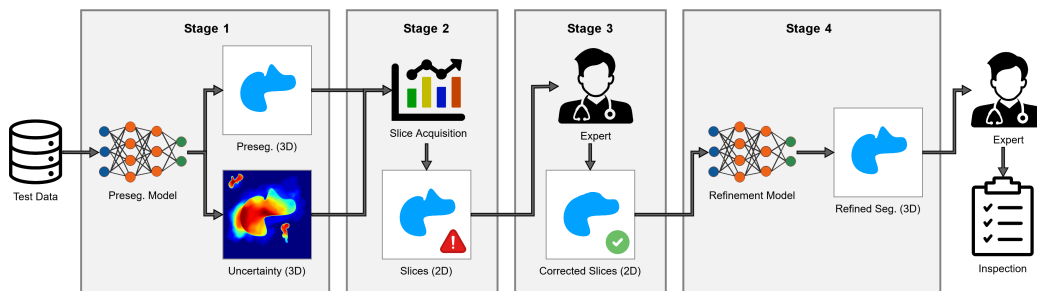 Stage 1
Stage 2
Stage 3
Stage 4
Test Data
Preseg. Model
Preseg. (3D)
Uncertainty (3D)
Slice Acquisition
Slices (2D)
Expert
Corrected Slices (2D)
Refinement Model
Refined Seg. (3D)
Expert
Inspection